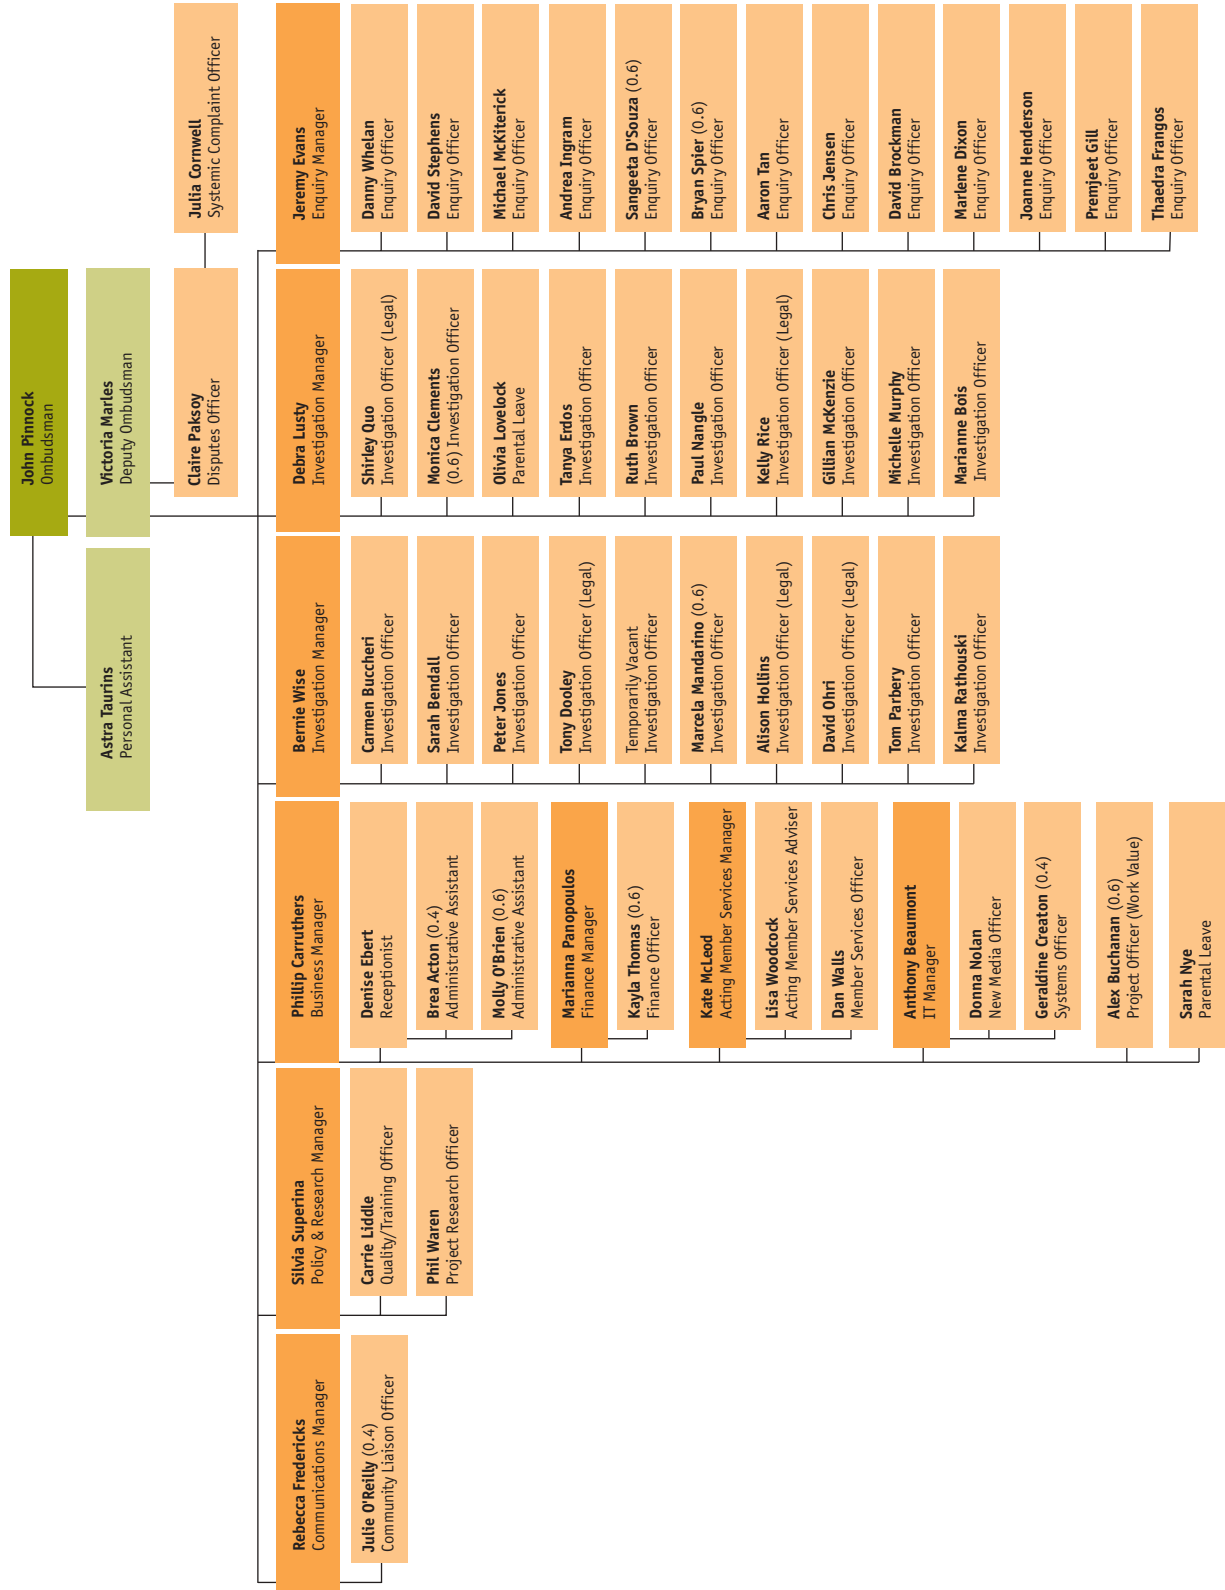 John Pinnock
Ombudsman
Astra Taurins
Personal Assistant
Victoria Marles
Deputy Ombudsman
Claire Paksoy
Disputes Officer
Julia Cornwell
Systemic Complaint Officer
Rebecca Fredericks
Communications Manager
Julie O'Reilly (0.4)
Community Liaison Officer
Silvia Superina
Policy & Research Manager
Carrie Liddle
Quality/Training Officer
Phil Waren
Project Research Officer
Phillip Carruthers
Business Manager
Denise Ebert
Receptionist
Brea Acton (0.4)
Administrative Assistant
Molly O'Brien (0.6)
Administrative Assistant
Marianna Panopoulos
Finance Manager
Kayla Thomas (0.6)
Finance Officer
Kate McLeod
Acting Member Services Manager
Lisa Woodcock
Acting Member Services Adviser
Dan Walls
Member Services Officer
Anthony Beaumont
IT Manager
Donna Nolan
New Media Officer
Geraldine Creaton (0.4)
Systems Officer
Alex Buchanan (0.6)
Project Officer (Work Value)
Sarah Nye
Parental Leave
Bernie Wise
Investigation Manager
Carmen Buccheri
Investigation Officer
Sarah Bendall
Investigation Officer
Peter Jones
Investigation Officer
Tony Dooley
Investigation Officer (Legal)
Temporarily Vacant
Investigation Officer
Marcela Mandarino (0.6)
Investigation Officer
Alison Hollins
Investigation Officer (Legal)
David Ohri
Investigation Officer (Legal)
Tom Parbery
Investigation Officer
Kalma Rathouski
Investigation Officer
Debra Lusty
Investigation Manager
Shirley Quo
Investigation Officer (Legal)
Monica Clements
(0.6) Investigation Officer
Olivia Lovelock
Parental Leave
Tanya Erdos
Investigation Officer
Ruth Brown
Investigation Officer
Paul Nangle
Investigation Officer
Kelly Rice
Investigation Officer (Legal)
Gillian McKenzie
Investigation Officer
Michelle Murphy
Investigation Officer
Marianne Bois
Investigation Officer
Jeremy Evans
Enquiry Manager
Danny Whelan
Enquiry Officer
David Stephens
Enquiry Officer
Michael McKiterick
Enquiry Officer
Andrea Ingram
Enquiry Officer
Sangeeta D'Souza (0.6)
Enquiry Officer
Bryan Spier (0.6)
Enquiry Officer
Aaron Tan
Enquiry Officer
Chris Jensen
Enquiry Officer
David Brockman
Enquiry Officer
Marlene Dixon
Enquiry Officer
Joanne Henderson
Enquiry Officer
Premjeet Gill
Enquiry Officer
Thaedra Frangos
Enquiry Officer